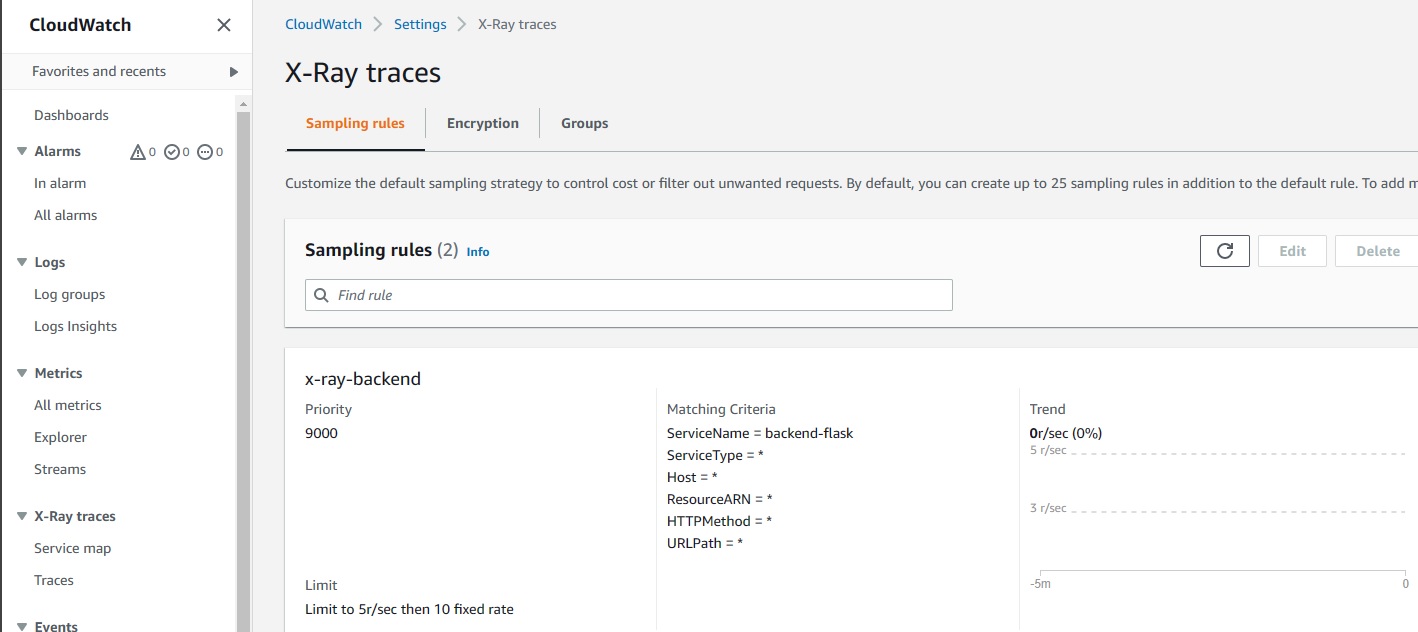 CloudWatch
Favorites and recents
Dashboards
Alarms 0 0 0
In alarm
All alarms
Logs
Log groups
Logs Insights
Metrics
All metrics
Explorer
Streams
X-Ray traces
Service map
Traces
Events
CloudWatch Settings X-Ray traces
X-Ray traces
Sampling rules Encryption Groups
Customize the default sampling strategy to control cost or filter out unwanted requests. By default, you can create up to 25 sampling rules in addition to the default rule. To add m
Sampling rules (2) Info
Edit Delete
Find rule
x-ray-backend
Priority
9000
Limit
Limit to 5r/sec then 10 fixed rate
Matching Criteria
ServiceName = backend-flask
ServiceType = *
Host = *
ResourceARN = *
HTTPMethod = *
URLPath = *
Trend
0r/sec (0%)
5 r/sec
3 r/sec
-5m 0